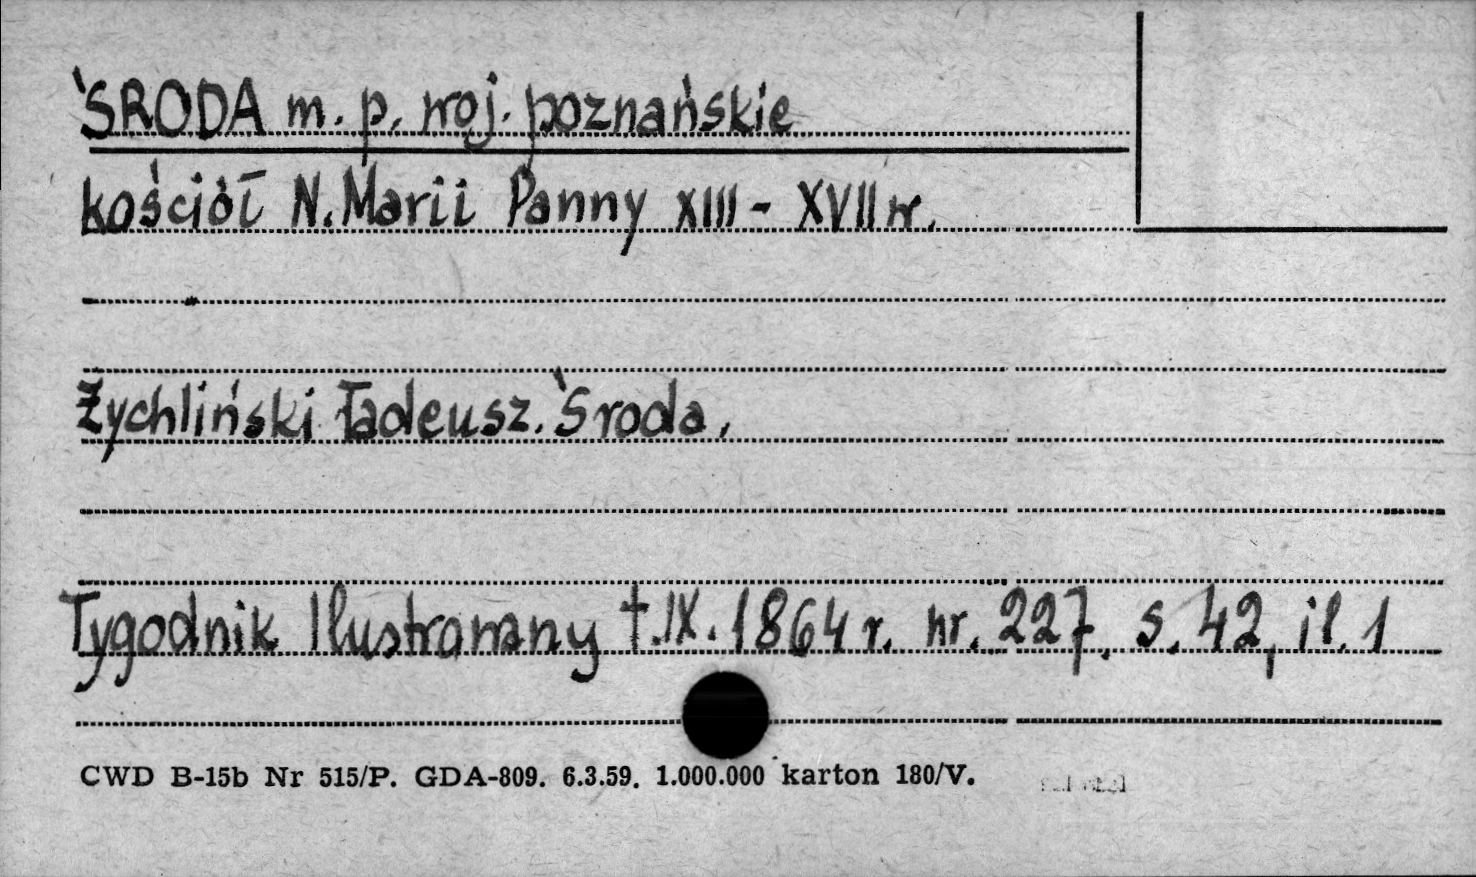 ŚRODA m. p. woj. poznańskie
kościół N. Marii Panny XIII - XVII w.
Żychliński Tadeusz. Środa,
Tygodnik Ilustrowany t. IX. 1864 r. nr. 227, s. 42, il. 1
CWD B-15b Nr 515/P. GDA-809. 6.3.59. 1.000.000 karton 180/V.